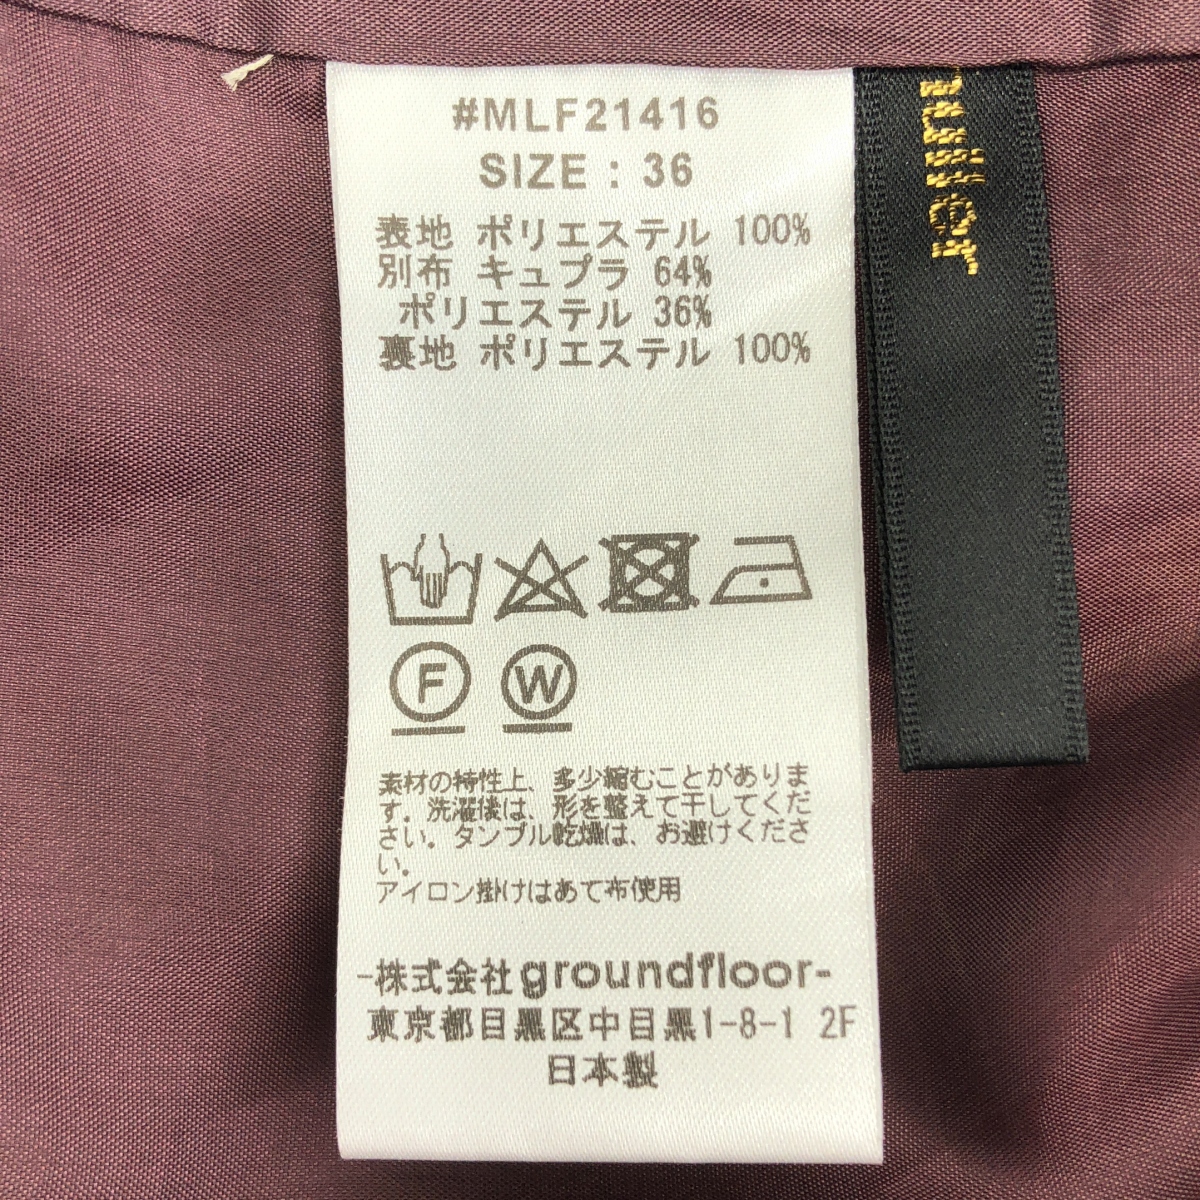 #MLF21416
SIZE : 36
表地 ポリエステル 100%
別布 キュプラ 64%
ポリエステル 36%
裏地 ポリエステル 100%
F W
素材の特性上、多少縮むことがありま
す。洗濯後は、形を整えて干してくだ
さい。タンブル乾燥は、お避けくださ
い。
アイロン掛けはあて布使用
-株式会社groundfloor-
東京都目黒区中目黒1-8-1 2F
日本製